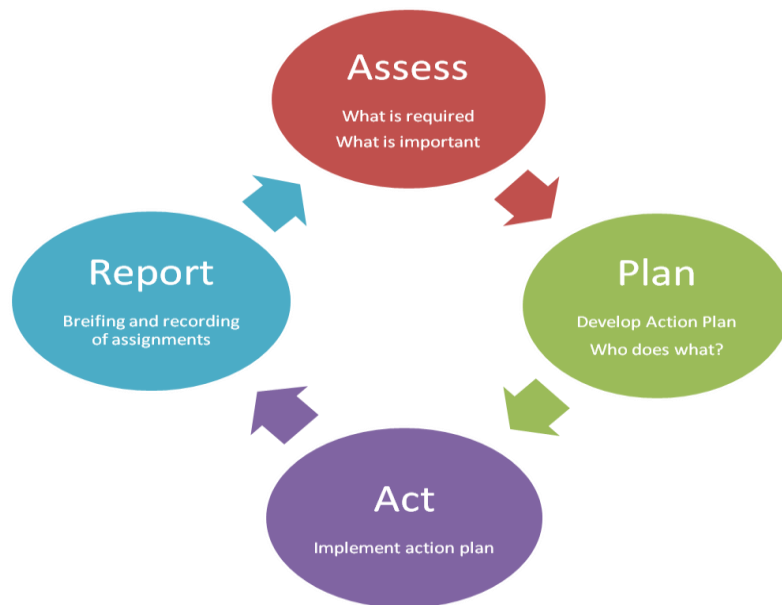 Assess
What is required
What is important
Plan
Develop Action Plan
Who does what?
Act
Implement action plan
Report
Breifing and recording
of assignments